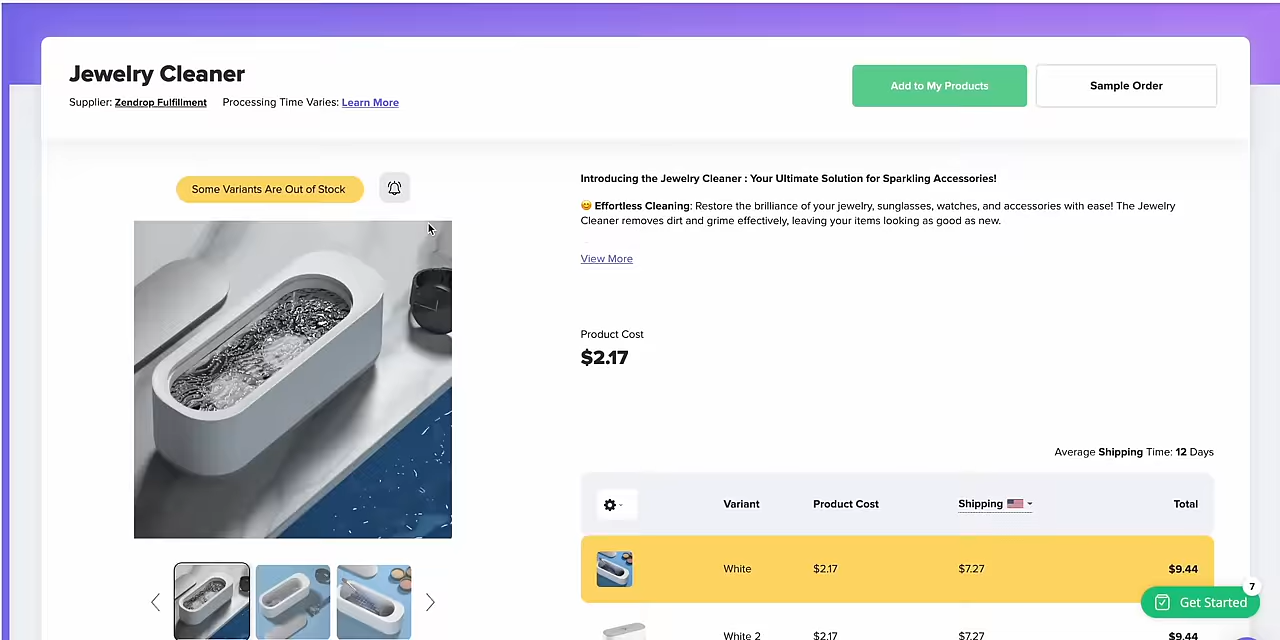 Jewelry Cleaner
Supplier: Zendrop Fulfillment Processing Time Varies: Learn More
Add to My Products
Sample Order
Some Variants Are Out of Stock
Introducing the Jewelry Cleaner : Your Ultimate Solution for Sparkling Accessories!
😀 Effortless Cleaning: Restore the brilliance of your jewelry, sunglasses, watches, and accessories with ease! The Jewelry
Cleaner removes dirt and grime effectively, leaving your items looking as good as new.
View More
Product Cost
$2.17
Average Shipping Time: 12 Days
Variant Product Cost Shipping Total
White $2.17 $7.27 $9.44
7
Get Started
White 2 $2.17 $7.27 $9.44